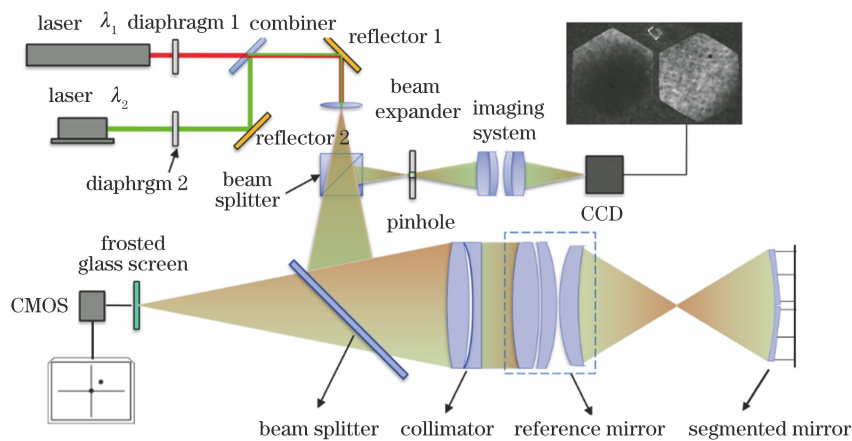 laser λ1 diaphragm 1
combiner
reflector 1
laser λ2
reflector 2
diaphrgm 2
beam
expander
imaging
system
beam
splitter
pinhole
CCD
frosted
glass screen
CMOS
beam splitter
collimator
reference mirror
segmented mirror